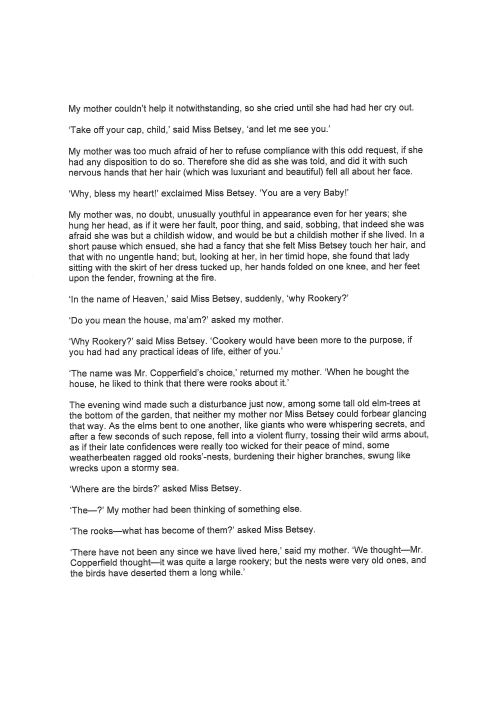 My mother couldn't help it notwithstanding, so she cried until she had had her cry out.
'Take off your cap, child,' said Miss Betsey, 'and let me see you.'
My mother was too much afraid of her to refuse compliance with this odd request, if she
had any disposition to do so. Therefore she did as she was told, and did it with such
nervous hands that her hair (which was luxuriant and beautiful) fell all about her face.
'Why, bless my heart!' exclaimed Miss Betsey. 'You are a very Baby!'
My mother was, no doubt, unusually youthful in appearance even for her years; she
hung her head, as if it were her fault, poor thing, and said, sobbing, that indeed she was
afraid she was but a childish widow, and would be but a childish mother if she lived. In a
short pause which ensued, she had a fancy that she felt Miss Betsey touch her hair, and
that with no ungentle hand; but, looking at her, in her timid hope, she found that lady
sitting with the skirt of her dress tucked up, her hands folded on one knee, and her feet
upon the fender, frowning at the fire.
'In the name of Heaven,' said Miss Betsey, suddenly, 'why Rookery?'
'Do you mean the house, ma'am?' asked my mother.
'Why Rookery?' said Miss Betsey. 'Cookery would have been more to the purpose, if
you had had any practical ideas of life, either of you.'
'The name was Mr. Copperfield's choice,' returned my mother. 'When he bought the
house, he liked to think that there were rooks about it.'
The evening wind made such a disturbance just now, among some tall old elm-trees at
the bottom of the garden, that neither my mother nor Miss Betsey could forbear glancing
that way. As the elms bent to one another, like giants who were whispering secrets, and
after a few seconds of such repose, fell into a violent flurry, tossing their wild arms about,
as if their late confidences were really too wicked for their peace of mind, some
weatherbeaten ragged old rooks'-nests, burdening their higher branches, swung like
wrecks upon a stormy sea.
'Where are the birds?' asked Miss Betsey.
'The—?' My mother had been thinking of something else.
'The rooks—what has become of them?' asked Miss Betsey.
'There have not been any since we have lived here,' said my mother. 'We thought—Mr.
Copperfield thought—it was quite a large rookery; but the nests were very old ones, and
the birds have deserted them a long while.'